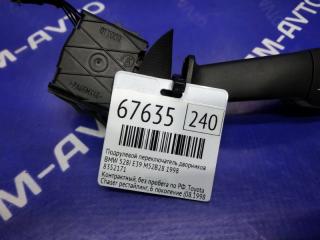 67635 240
Подрулевой переключатель дворников
BMW 528I E39 M52B28 1998
8352171
Контрактный, без пробега по РФ. Toyota
Chaser рестайлинг, 6 поколение (08.1998